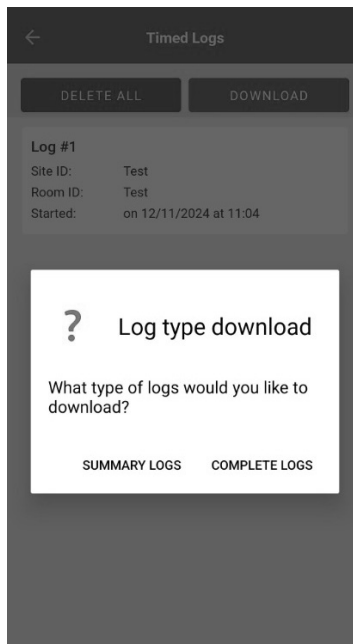 Timed Logs
DELETE ALL DOWNLOAD
Log #1
Site ID: Test
Room ID: Test
Started: on 12/11/2024 at 11:04
? Log type download
What type of logs would you like to
download?
SUMMARY LOGS COMPLETE LOGS